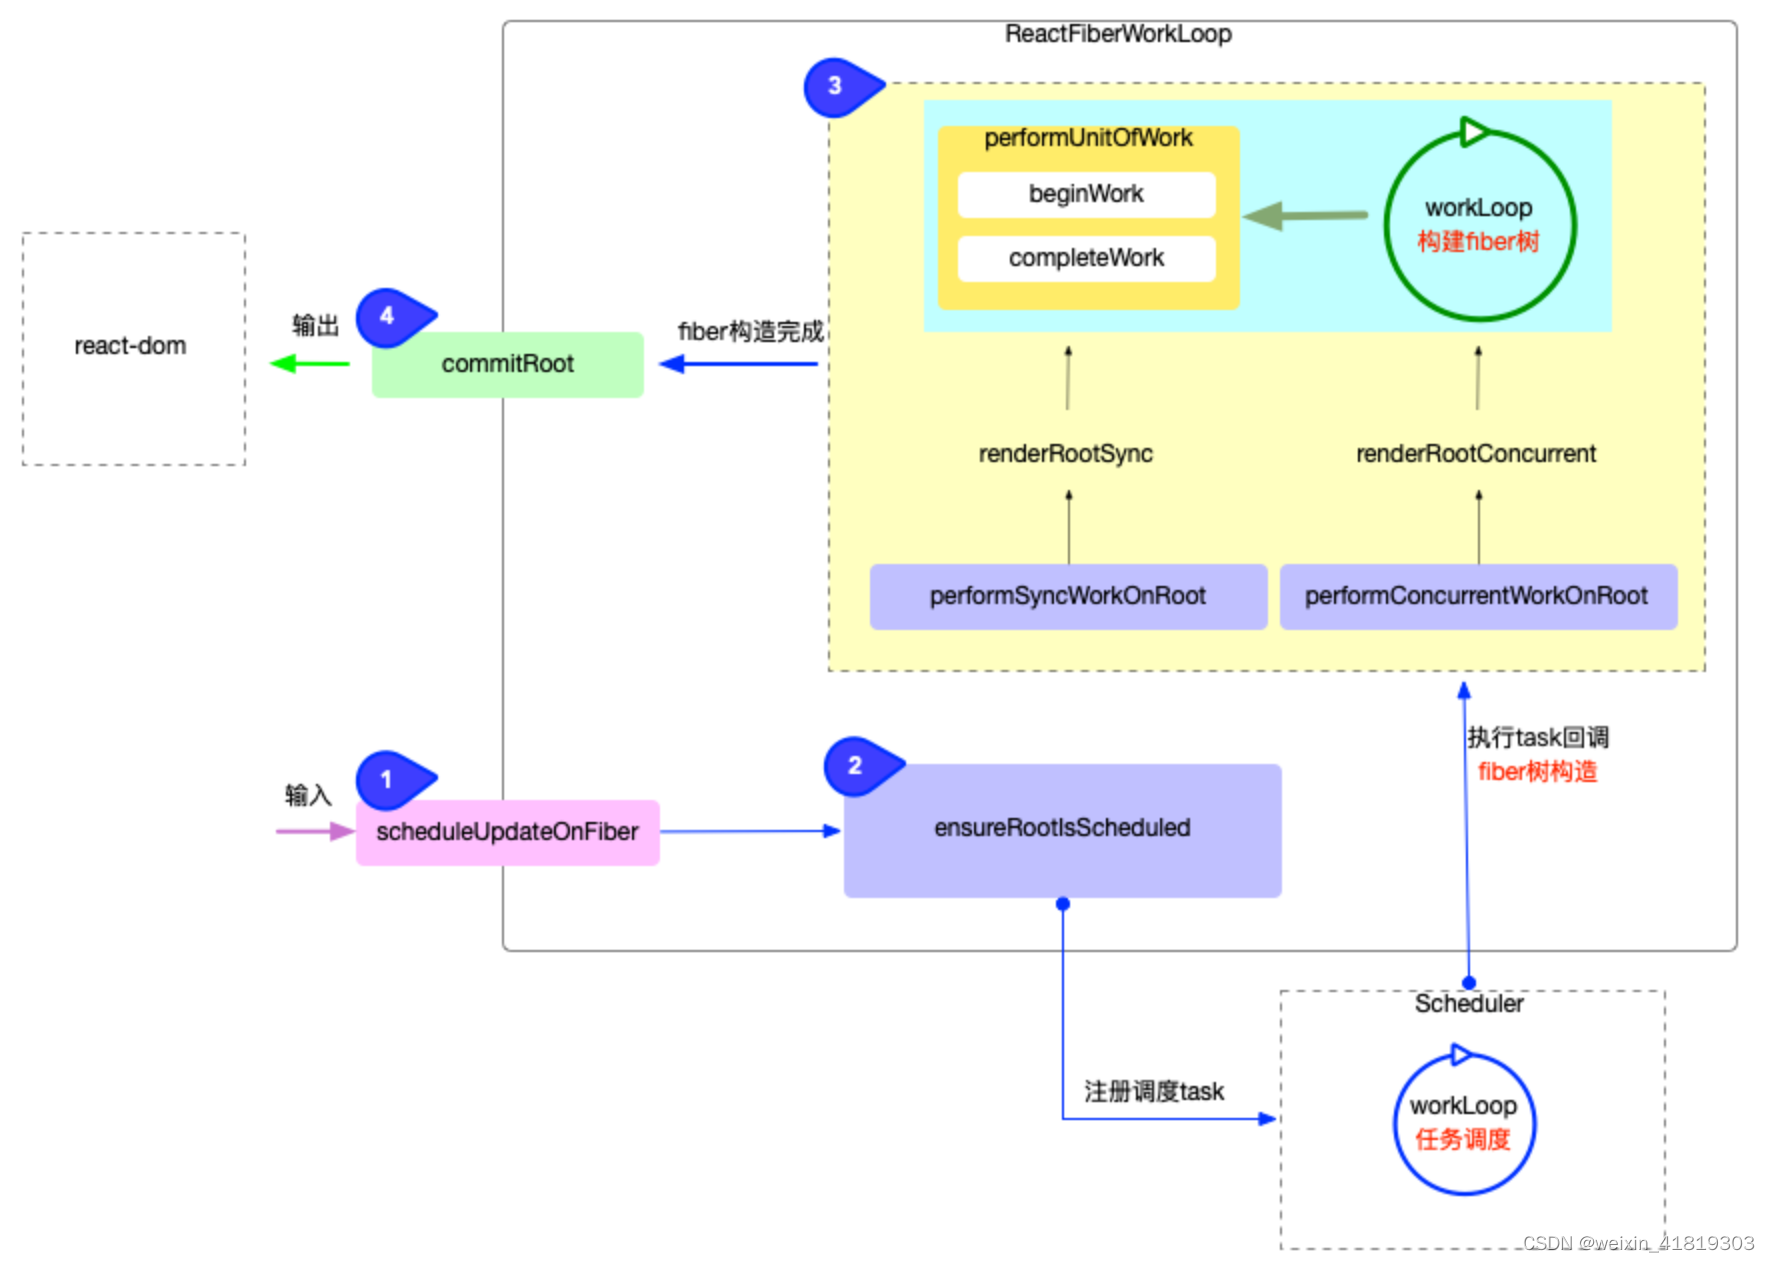 ReactFiberWorkLoop
3
performUnitOfWork
beginWork
completeWork
workLoop
构建fiber树
react-dom
输出
4
commitRoot
fiber构造完成
renderRootSync
renderRootConcurrent
performSyncWorkOnRoot
performConcurrentWorkOnRoot
执行task回调
fiber树构造
输入
1
scheduleUpdateOnFiber
2
ensureRootIsScheduled
注册调度task
Scheduler
workLoop
任务调度
CSDN @weixin_41819303